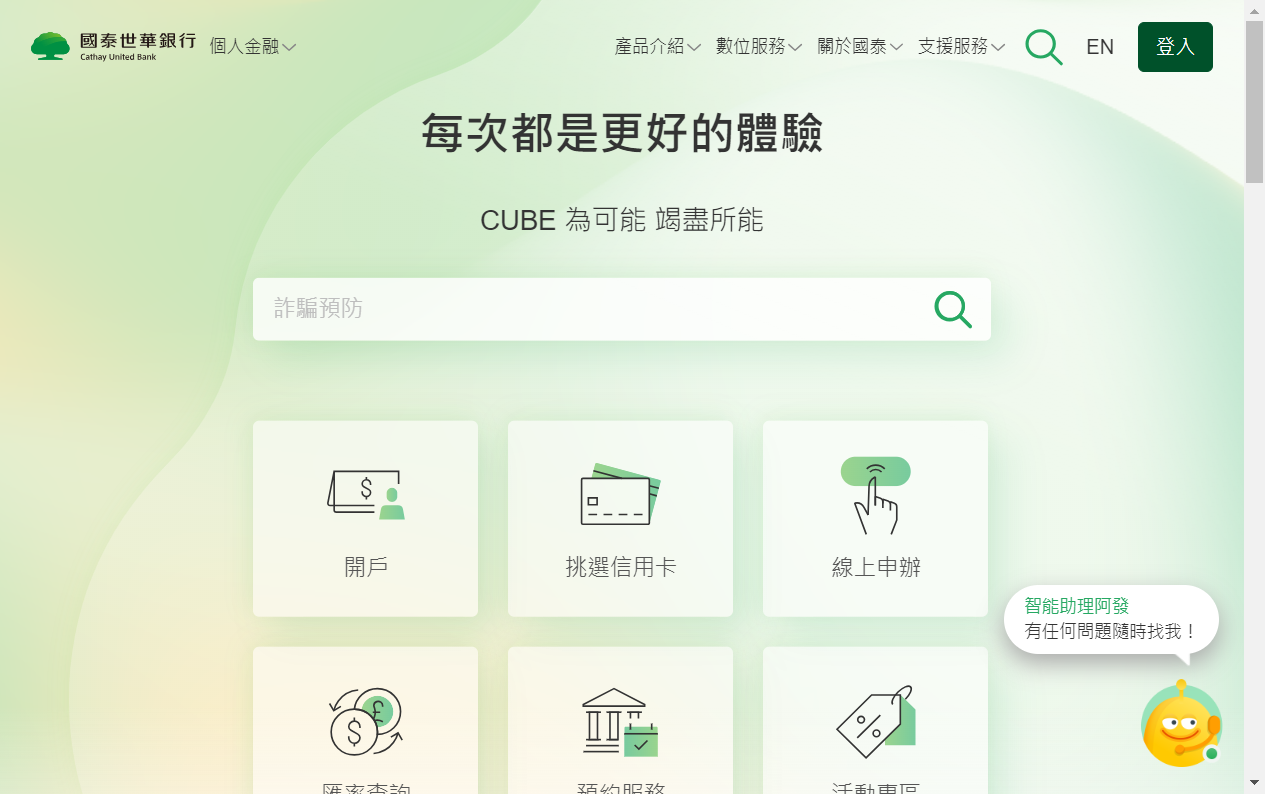 國泰世華銀行
Cathay United Bank
個人金融
產品介紹
數位服務
關於國泰
支援服務
EN
登入
每次都是更好的體驗
CUBE 為可能 竭盡所能
詐騙預防
開戶
挑選信用卡
線上申辦
智能助理阿發
有任何問題隨時找我！
匯率查詢
預約服務
活動專區